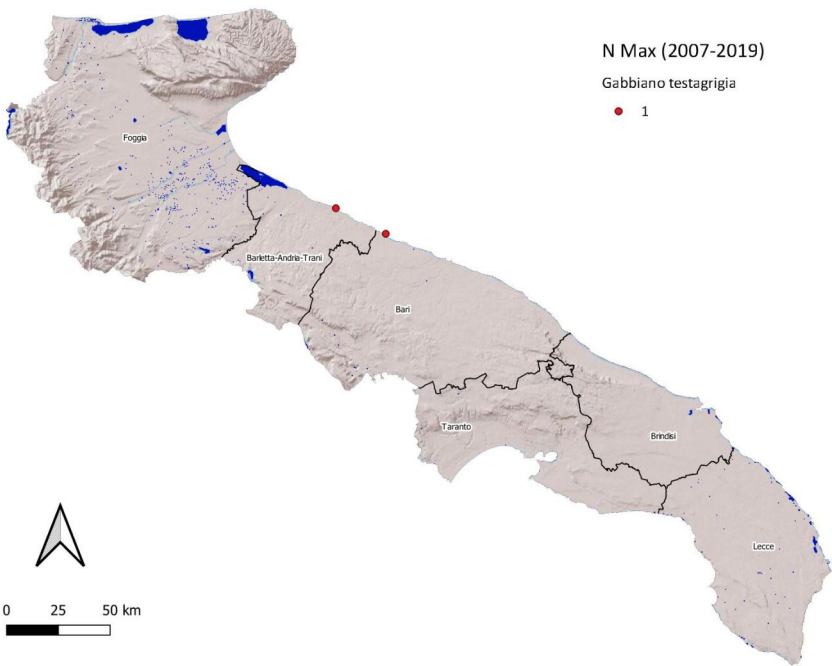 N Max (2007-2019)
Gabbiano testagrigia
1
Foggia
Barletta-Andria-Trani
Bari
Taranto
Brindisi
Lecce
0 25 50 km